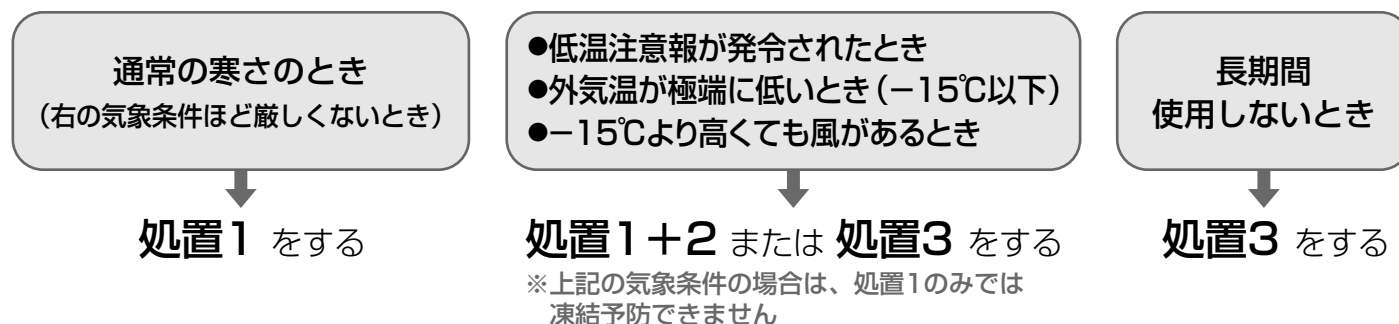 通常の寒さのとき
（右の気象条件ほど厳しくないとき）
処置1 をする
●低温注意報が発令されたとき
●外気温が極端に低いとき（－15℃以下）
●－15℃より高くても風があるとき
処置1＋2 または 処置3 をする
※上記の気象条件の場合は、処置1のみでは
凍結予防できません
長期間
使用しないとき
処置3 をする